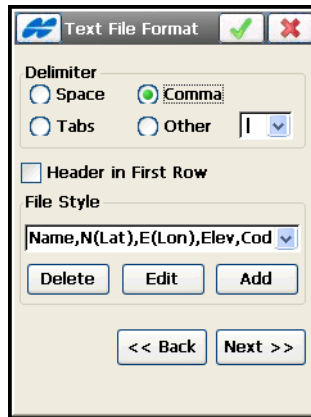 Text File Format
Delimiter
Space Comma
Tabs Other |
Header in First Row
File Style
Name,N(Lat),E(Lon),Elev,Cod
Delete Edit Add
<< Back Next >>